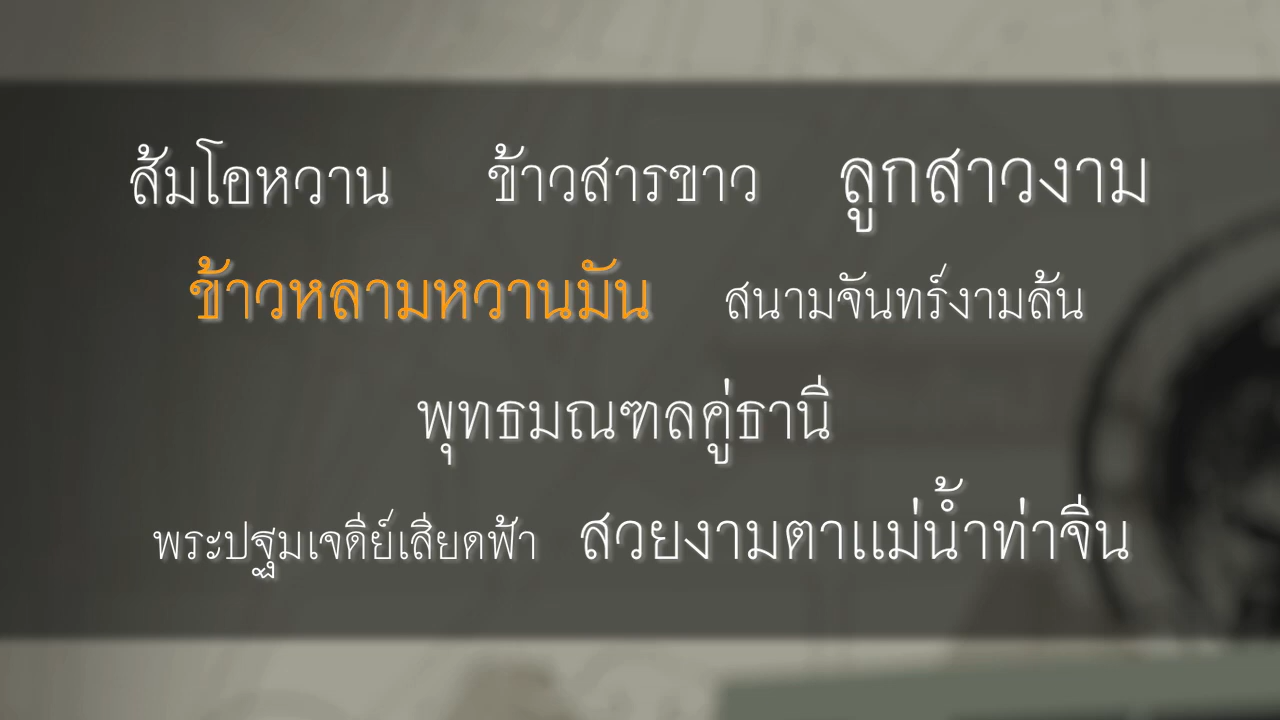 ส้มโอหวาน ข้าวสารขาว ลูกสาวงาม
ข้าวหลามหวานมัน สนามจันทร์งามล้น
พุทธมณฑลคู่ธานี
พระปฐมเจดีย์เสียดฟ้า สวยงามตาแม่น้ำท่าจีน